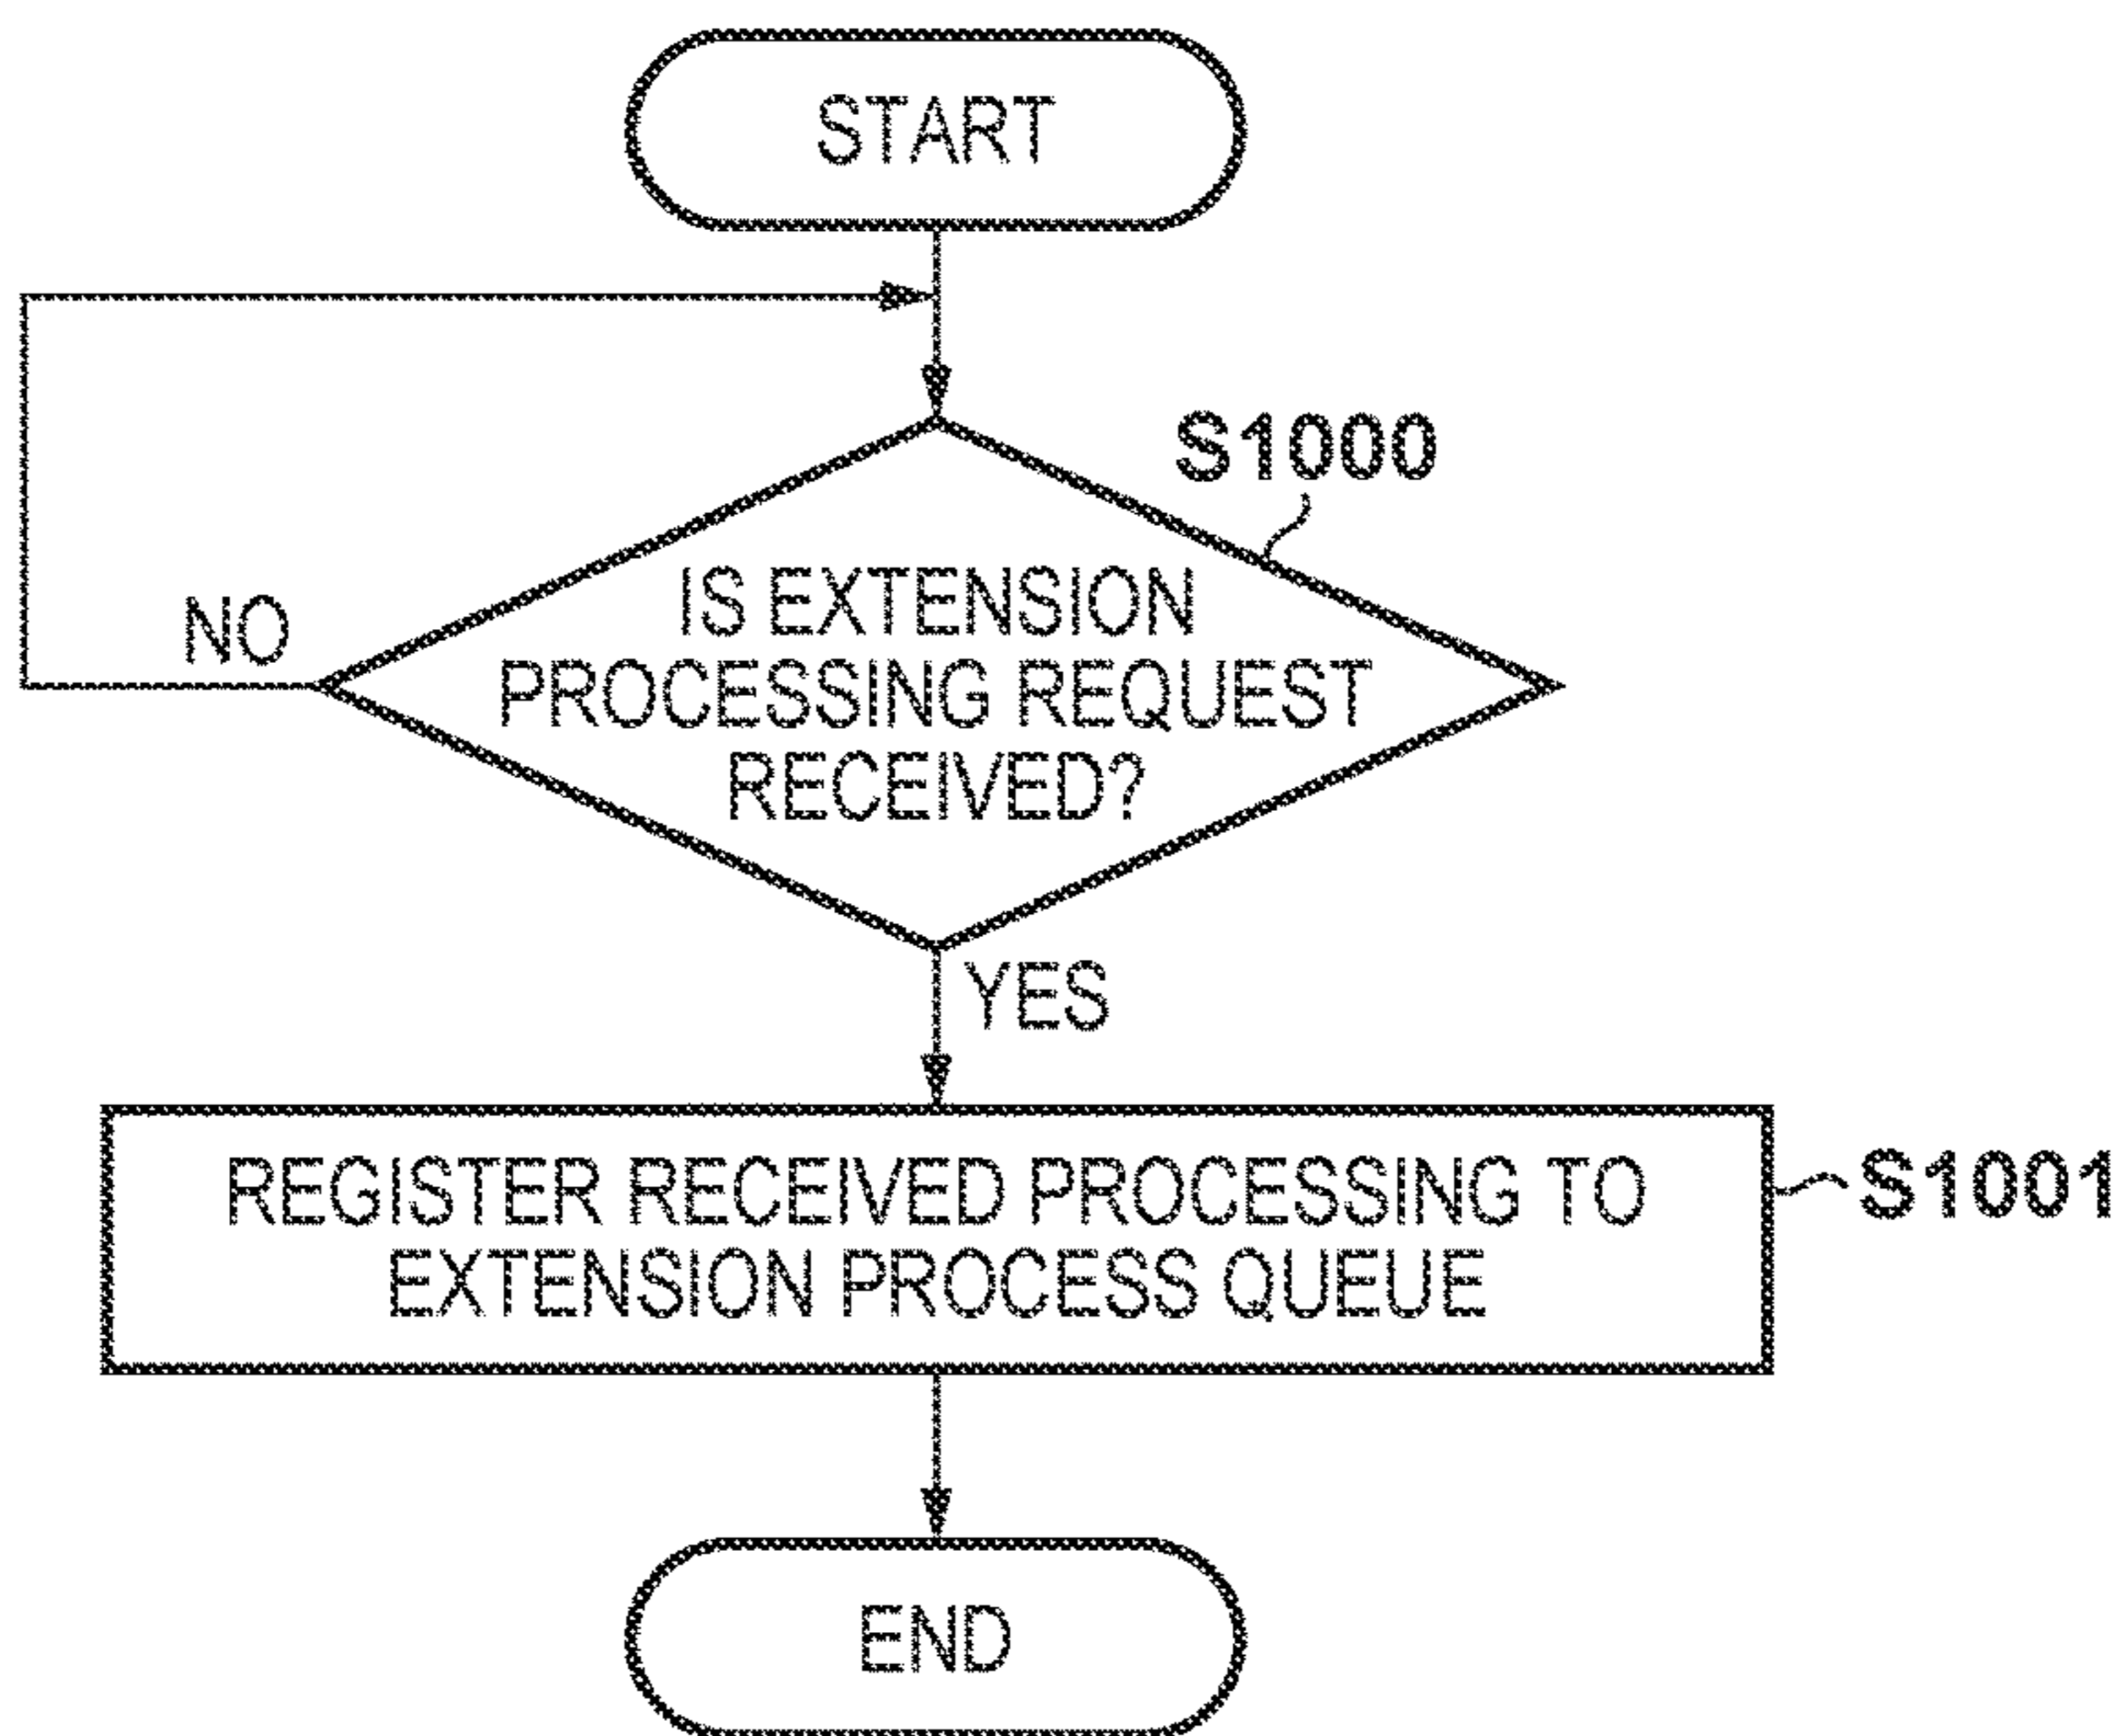 START
S1000
IS EXTENSION
PROCESSING REQUEST
RECEIVED?
NO
YES
REGISTER RECEIVED PROCESSING TO
EXTENSION PROCESS QUEUE
S1001
END